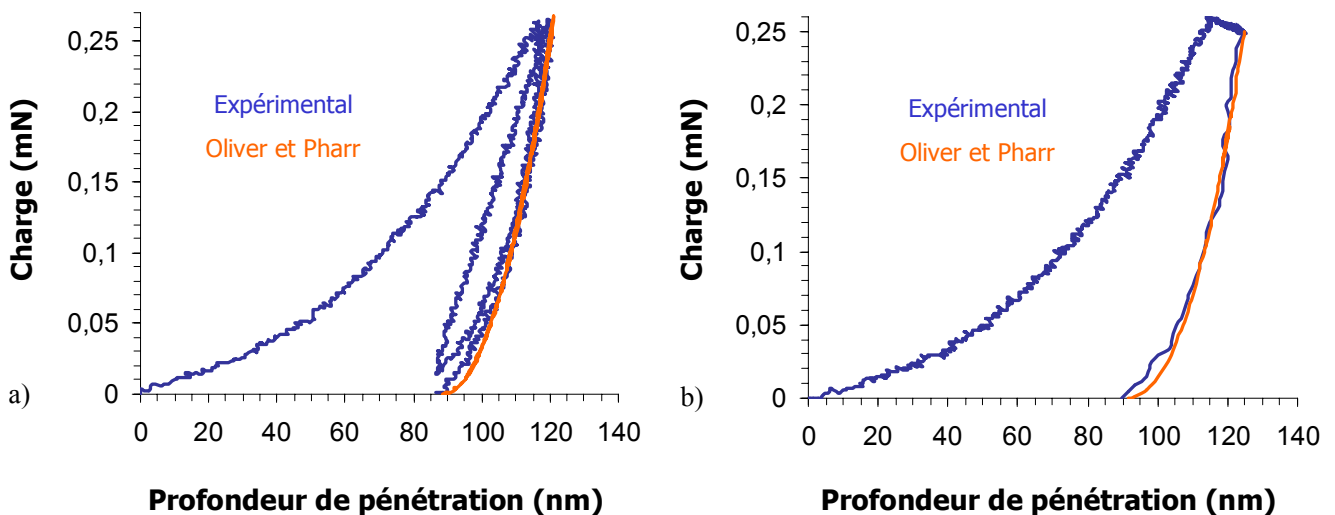 0,25
0,2
0,15
0,1
0,05
0
Charge (mN)
Expérimental
Oliver et Pharr
a)
0 20 40 60 80 100 120 140
Profondeur de pénétration (nm)
0,25
0,2
0,15
0,1
0,05
0
Charge (mN)
Expérimental
Oliver et Pharr
b)
0 20 40 60 80 100 120 140
Profondeur de pénétration (nm)